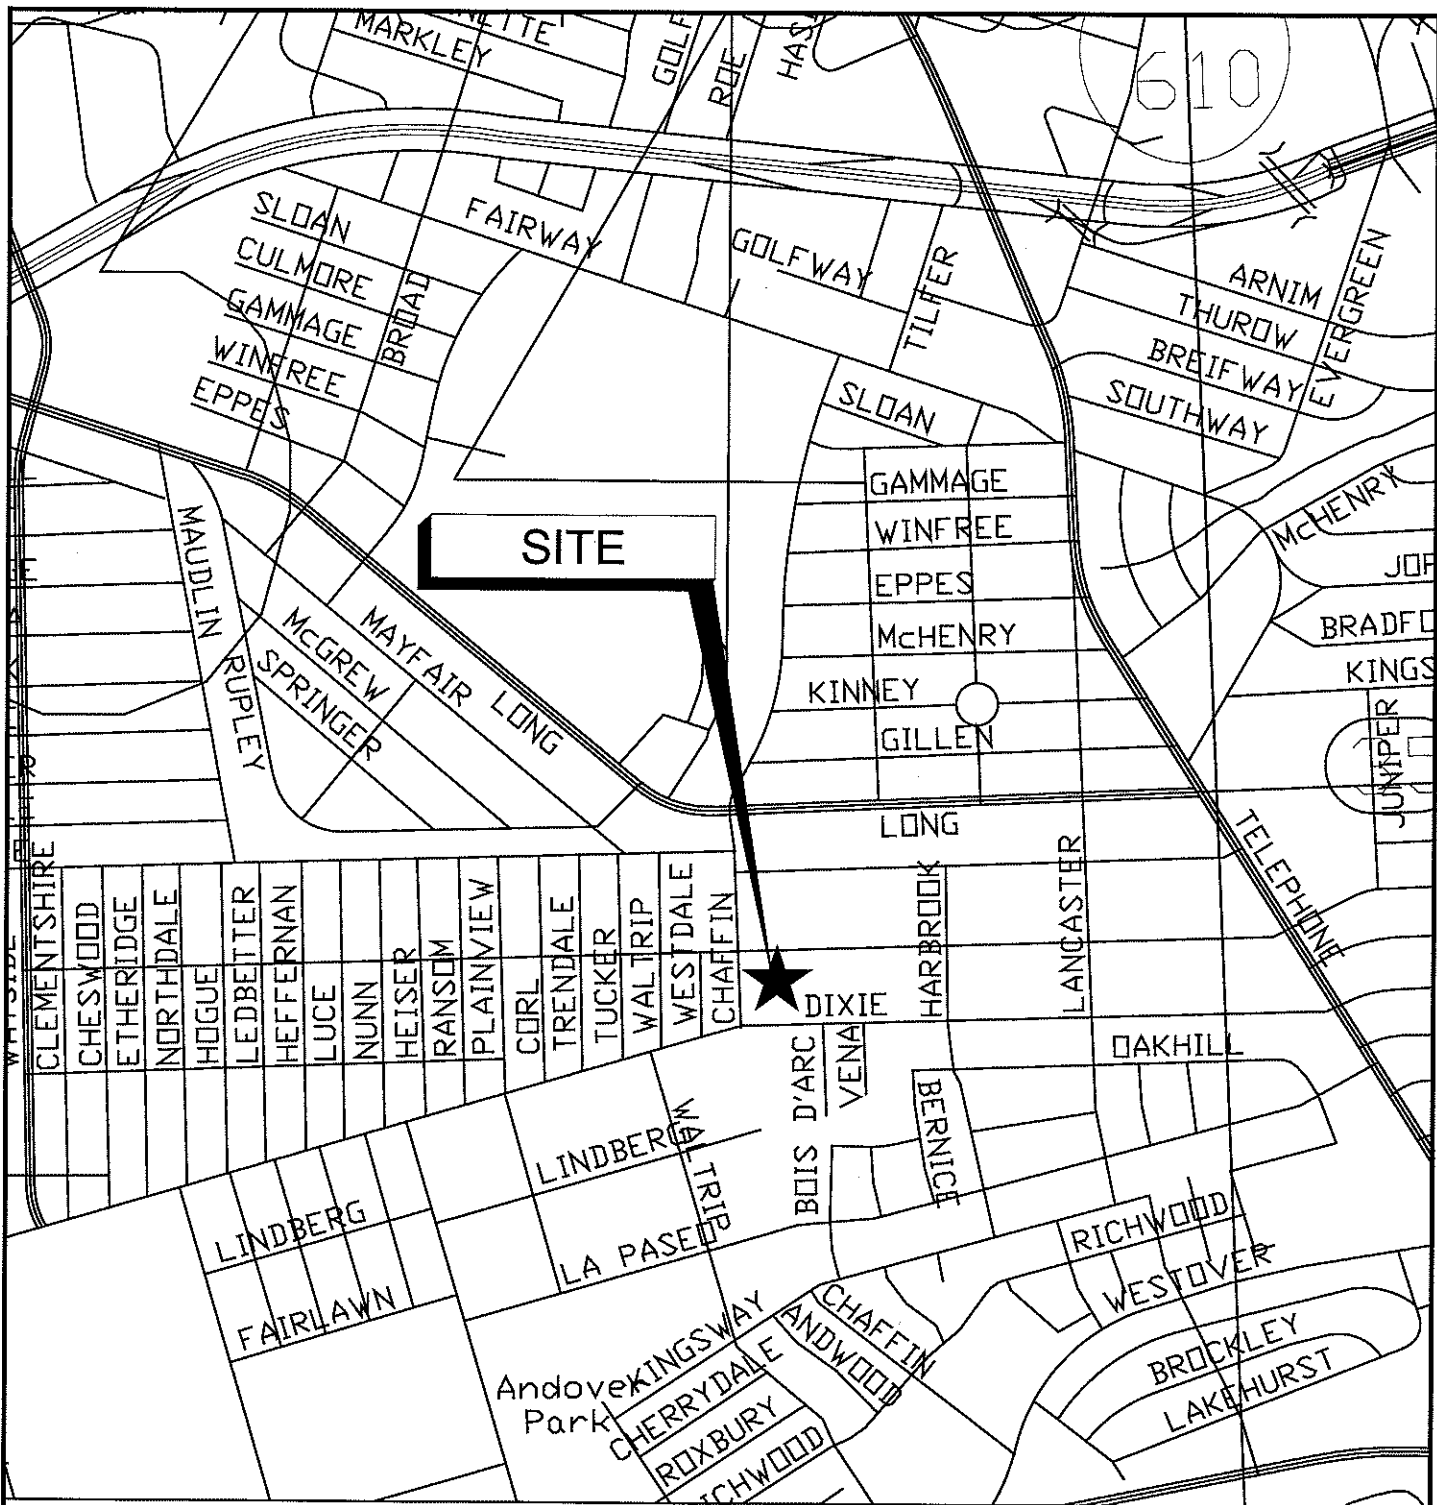 MARKLEY
ROE
610
SLOAN
FAIRWAY
CULMORE
GOLFWAY
BROAD
GAMMAGE
TILFER
ARNIM
THUROW
EVERGREEN
WINFREE
BREIFWAY
EPPES
SLOAN
SOUTHWAY
GAMMAGE
McHENRY
MAUDLIN
SITE
WINFREE
EPPES
McGREW
MAYFAIR
McHENRY
RUPLEY
SPRINGER
LONG
KINNEY
GILLEN
JUNIPER
LONG
TELEPHONE
CLEMENTSHIRE
CHESWOOD
ETHERIDGE
NORTHDALE
HOGUE
LEDBETTER
HEFFERNAN
LUCE
NUNN
HEISER
RANSOM
PLAINVIEW
CORL
TRENDALE
TUCKER
WALTRIP
WESTDALE
CHAFFIN
HARBROOK
LANCASTER
DIXIE
BOIS D'ARC
VENA
OAKHILL
BERNICE
LINDBERG
WALTRIP
LINDBERG
LA PASEO
RICHWOOD
WESTOVER
FAIRLAWN
KINGSWAY
CHAFFIN
ANDWOOD
BROCKLEY
LAKEHURST
Andover
Park
CHERRYDALE
ROXBURY
ICHWOOD